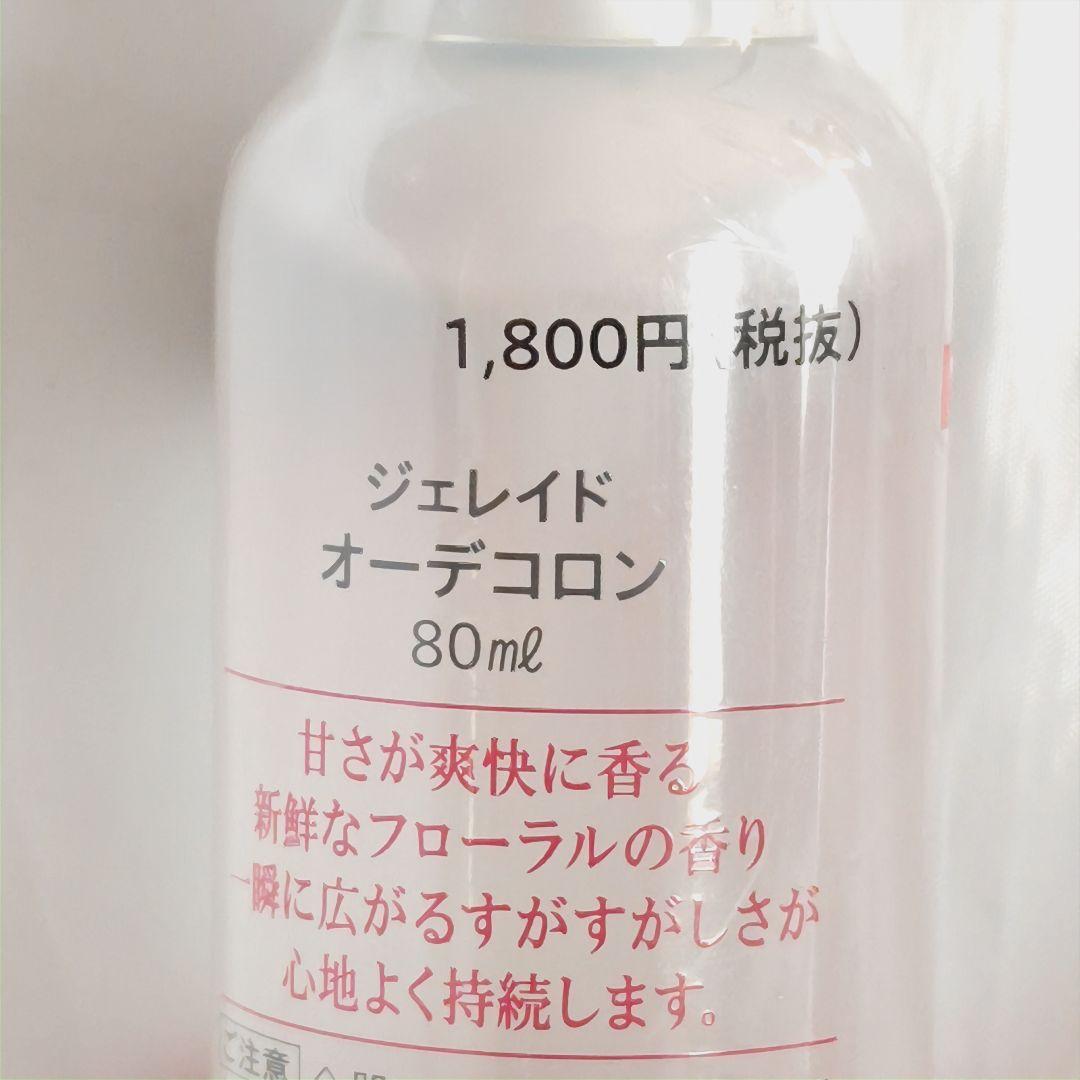 1,800円(税抜)
ジェレイド
オーデコロン
80㎖
甘さが爽快に香る
新鮮なフローラルの香り
一瞬に広がるすがすがしさが
心地よく持続します。
ご注意